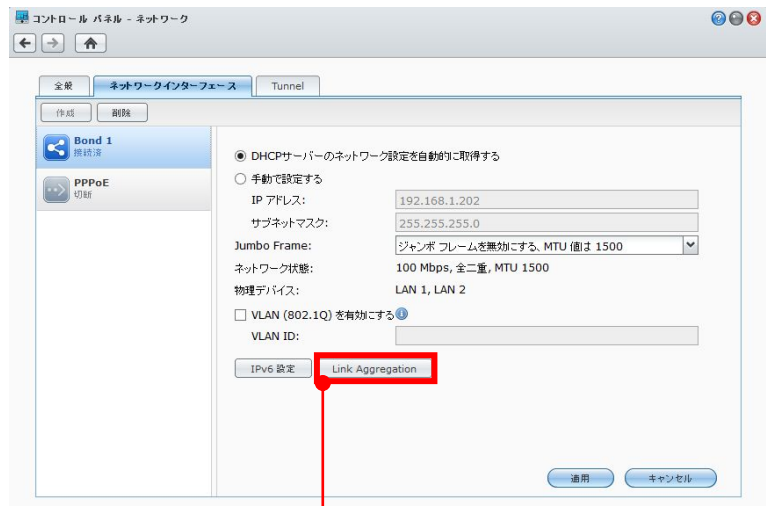 コントロール パネル - ネットワーク
全般 ネットワークインターフェース Tunnel
作成 削除
Bond 1
接続済
PPPoE
切断
DHCPサーバーのネットワーク設定を自動的に取得する
手動で設定する
IP アドレス: 192.168.1.202
サブネットマスク: 255.255.255.0
Jumbo Frame: ジャンボ フレームを無効にする、MTU 値は 1500
ネットワーク状態: 100 Mbps, 全二重, MTU 1500
物理デバイス: LAN 1, LAN 2
VLAN (802.1Q) を有効にする
VLAN ID:
IPv6 設定 Link Aggregation
適用 キャンセル